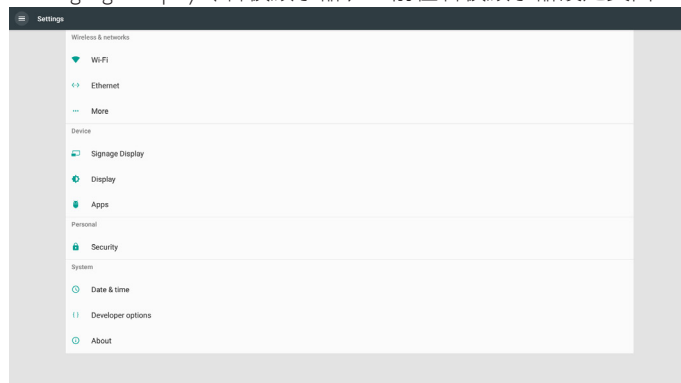 Settings
Wireless & networks
Wi-Fi
Ethernet
More
Device
Signage Display
Display
Apps
Personal
Security
System
Date & time
Developer options
About